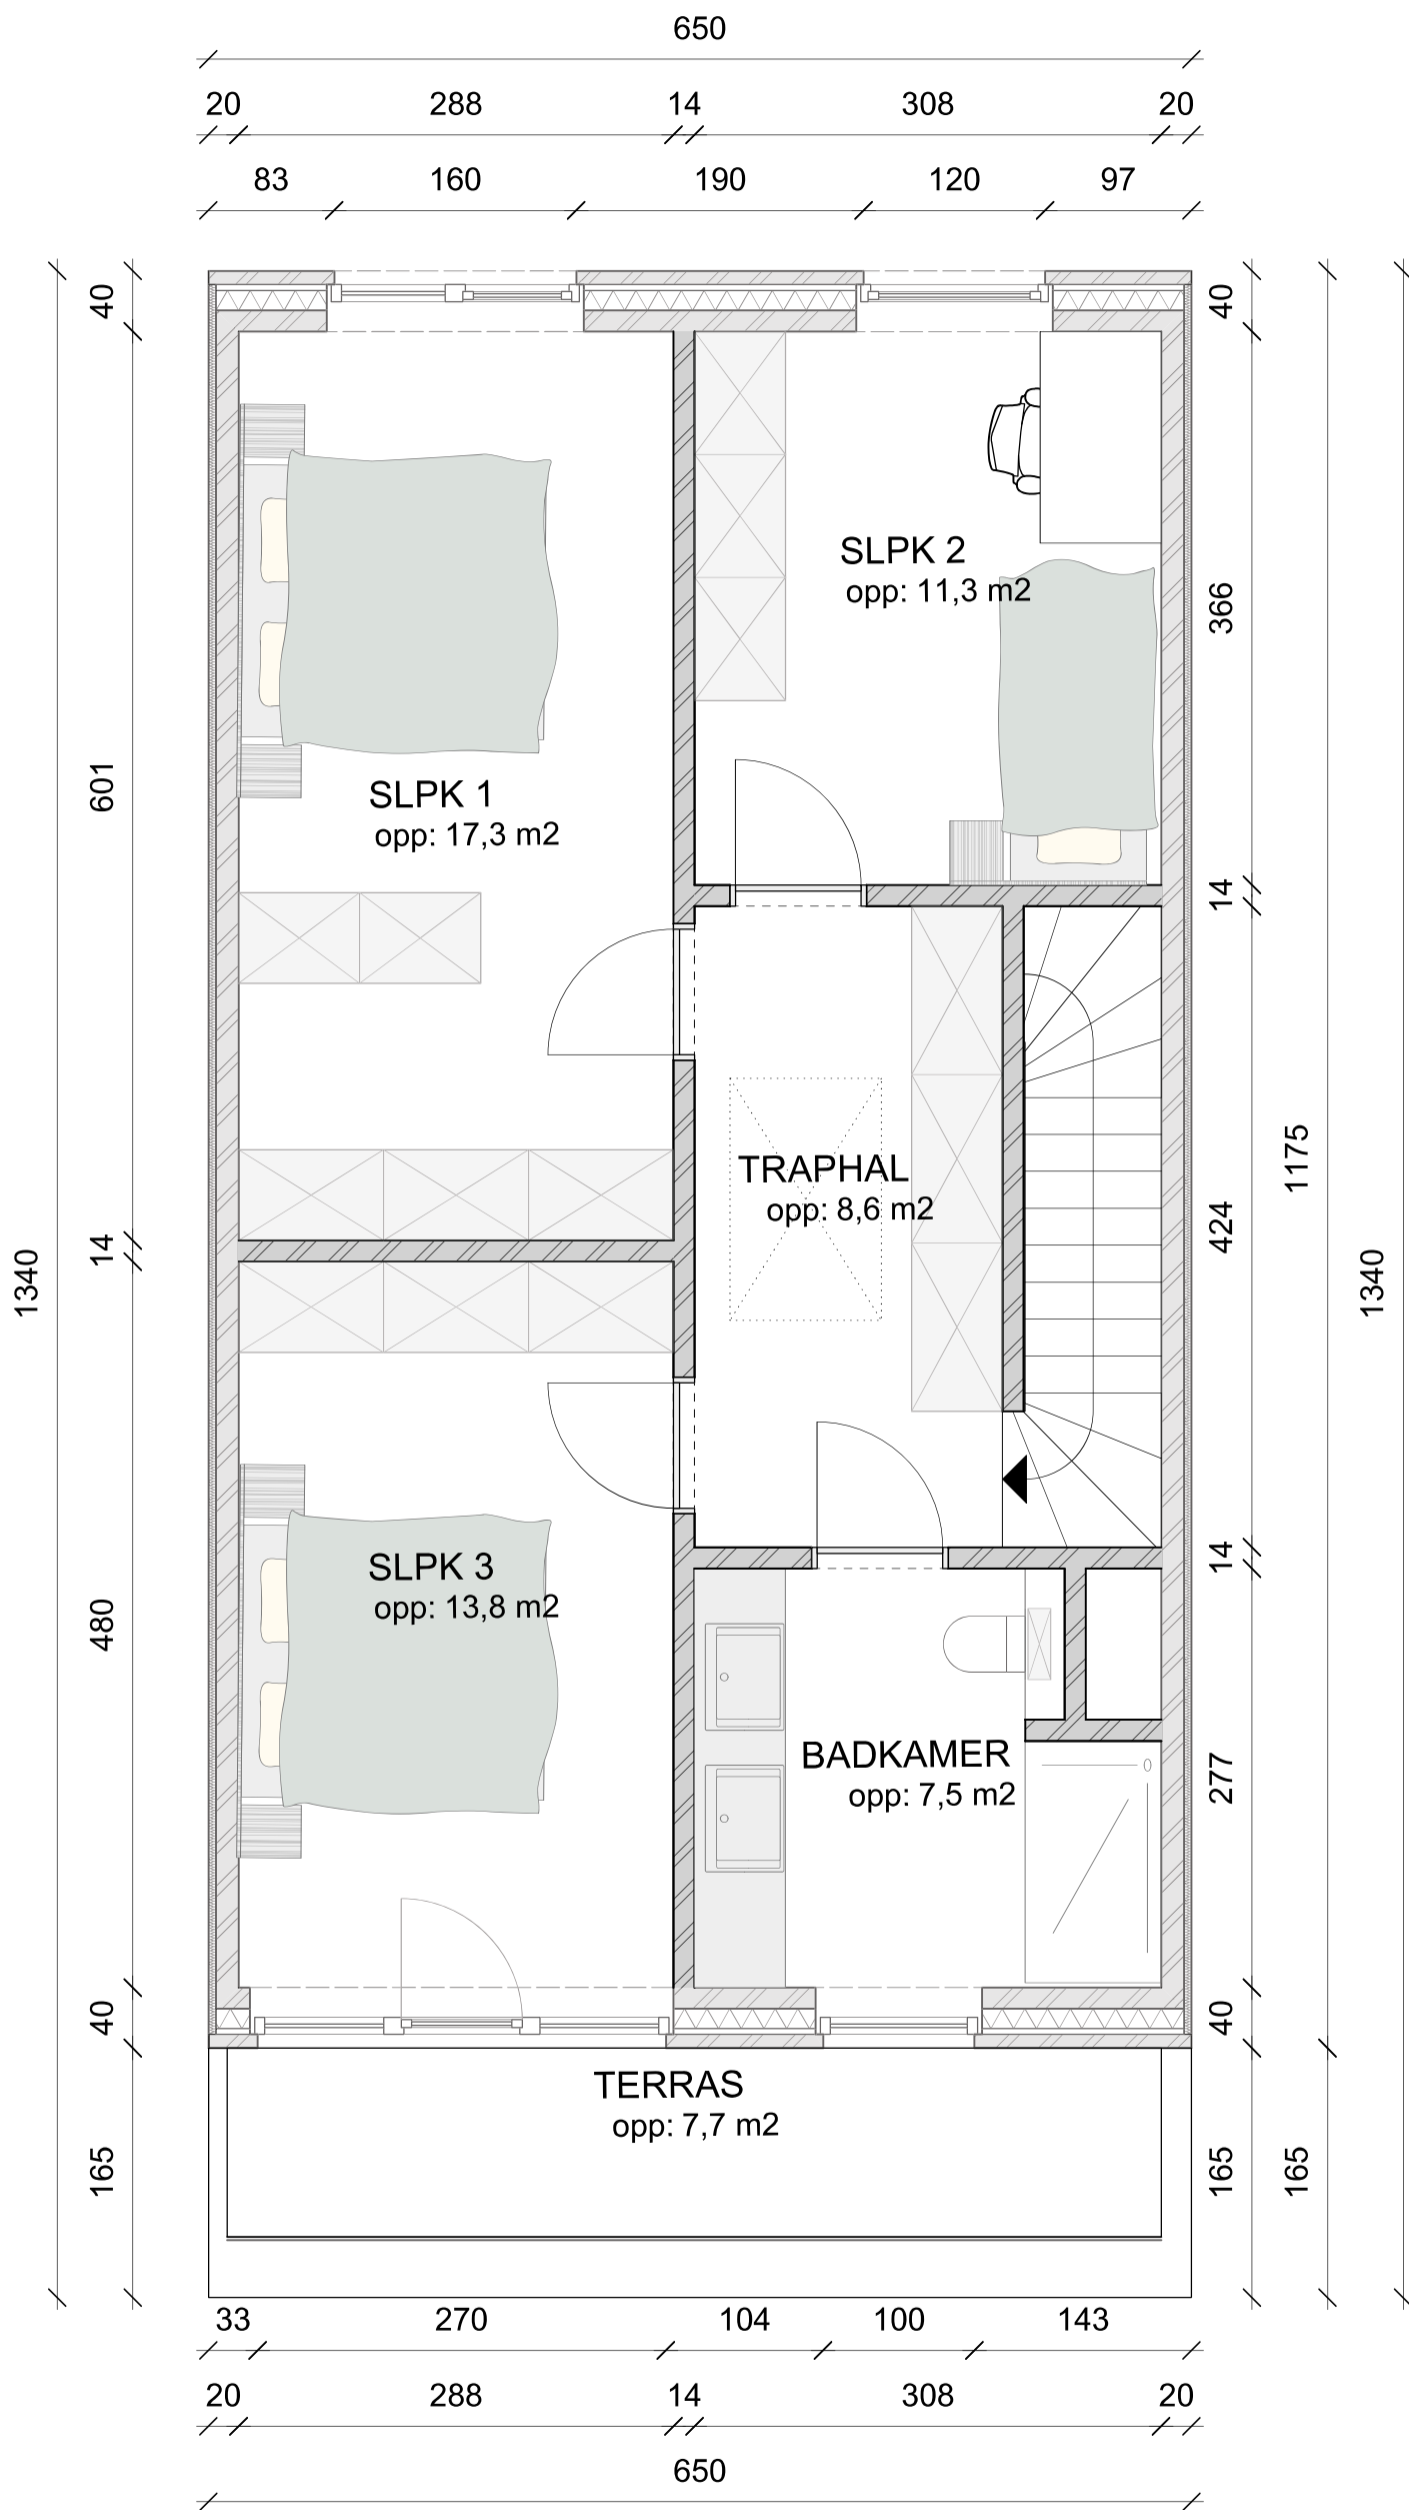 650
20 288 14 308 20
83 160 190 120 97
40 40
SLPK 2
opp: 11,3 m2
366
601
SLPK 1
opp: 17,3 m2
14
1175
TRAPHAL
opp: 8,6 m2
424
14
1340 1340
14
SLPK 3
opp: 13,8 m2
480
BADKAMER
opp: 7,5 m2
277
40 40
TERRAS
opp: 7,7 m2
165 165 165
33 270 104 100 143
20 288 14 308 20
650